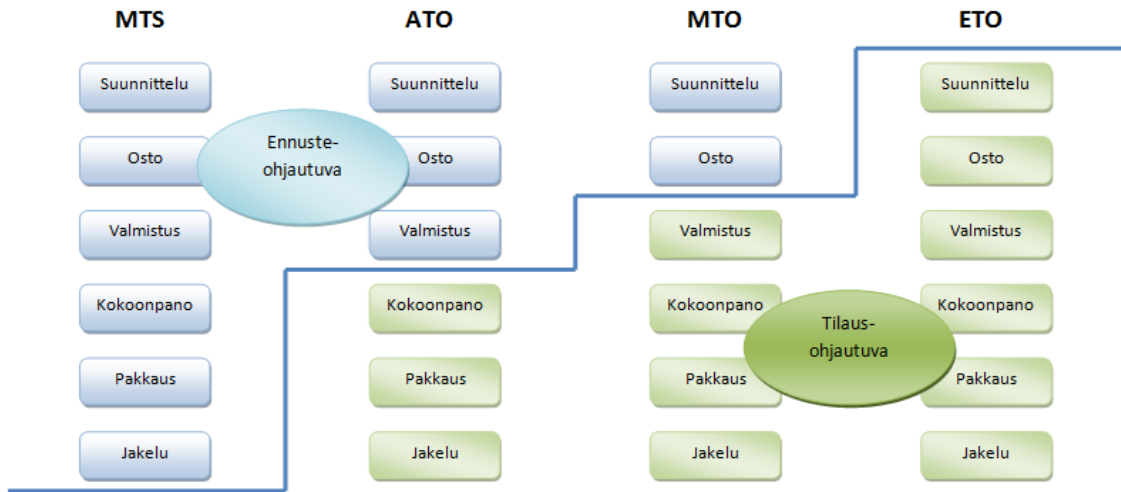 MTS ATO MTO ETO
Suunnittelu Suunnittelu Suunnittelu Suunnittelu
Ennuste-
ohjautuva
Osto Osto Osto Osto
Valmistus Valmistus Valmistus Valmistus
Kokoonpano Kokoonpano Kokoonpano Kokoonpano
Tilaus-
ohjautuva
Pakkaus Pakkaus Pakkaus Pakkaus
Jakelu Jakelu Jakelu Jakelu